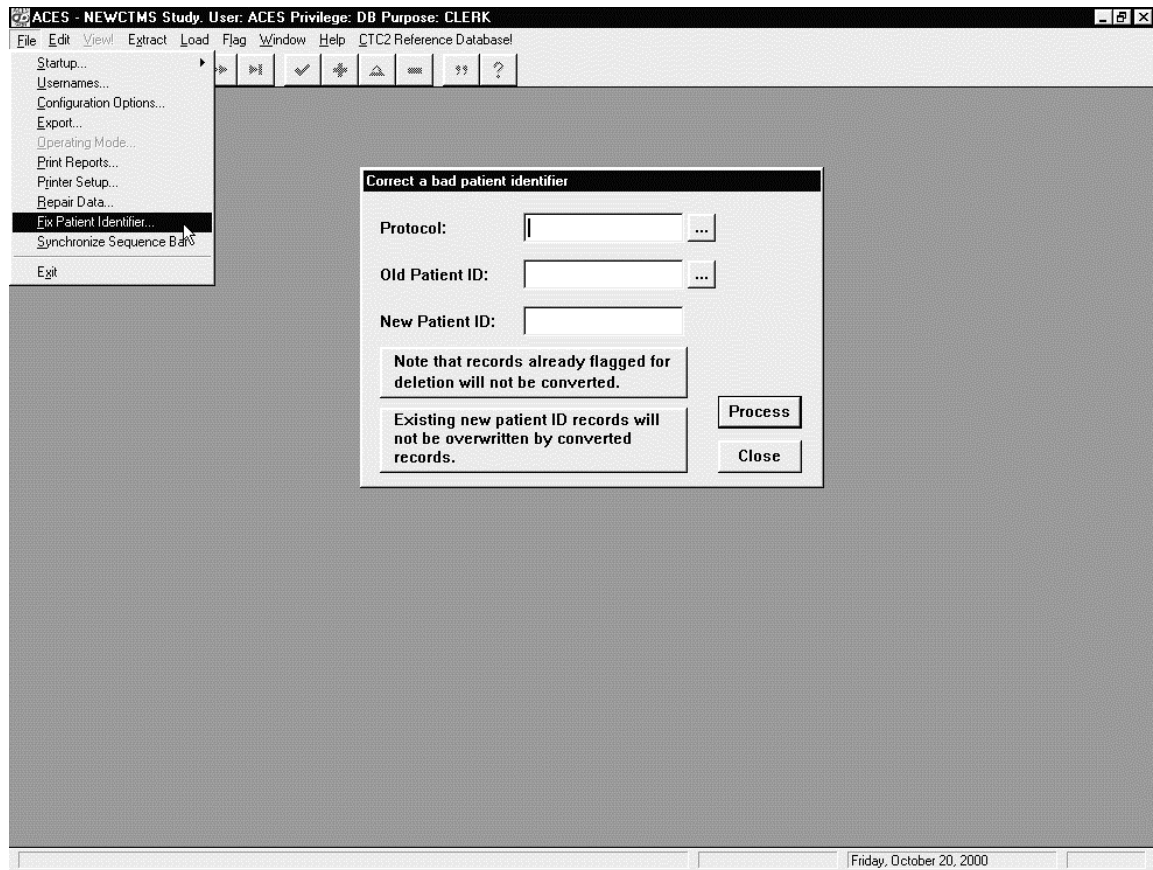 ACES - NEWCTMS Study. User: ACES Privilege: DB Purpose: CLERK
File Edit View! Extract Load Flag Window Help CTC2 Reference Database!
Startup...
Usernames...
Configuration Options...
Export...
Operating Mode...
Print Reports...
Printer Setup...
Repair Data...
Fix Patient Identifier...
Synchronize Sequence Bar
Exit
Correct a bad patient identifier
Protocol:
...
Old Patient ID:
...
New Patient ID:
Note that records already flagged for
deletion will not be converted.
Existing new patient ID records will
not be overwritten by converted
records.
Process
Close
Friday, October 20, 2000